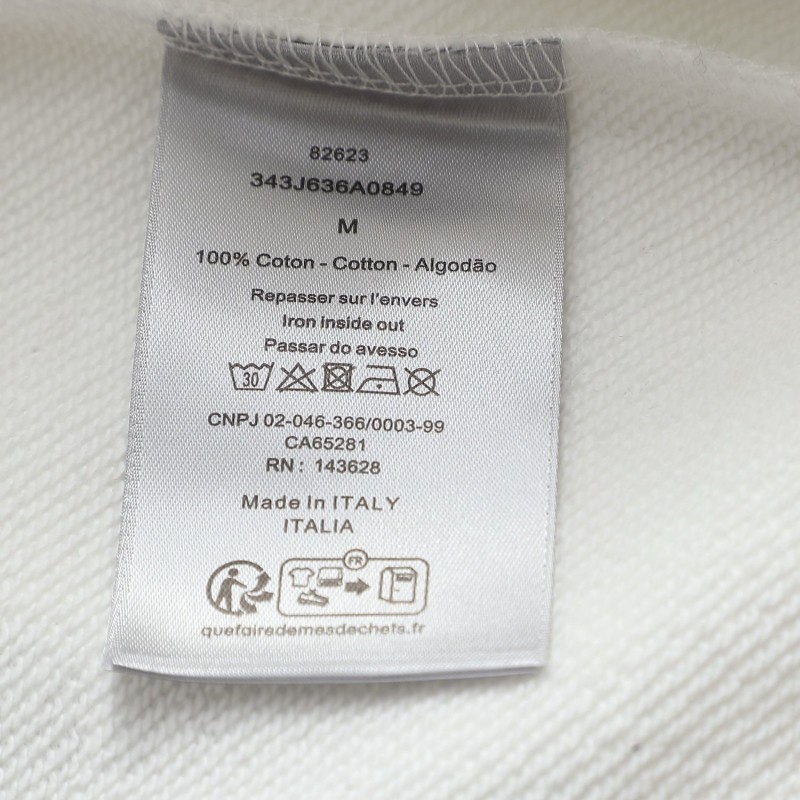 82623
343J636A0849
M
100% Coton - Cotton - Algodão
Repasser sur l'envers
Iron inside out
Passar do avesso
30
CNPJ 02-046-366/0003-99
CA65281
RN : 143628
Made In ITALY
ITALIA
FR
quefairedemesdechets.fr